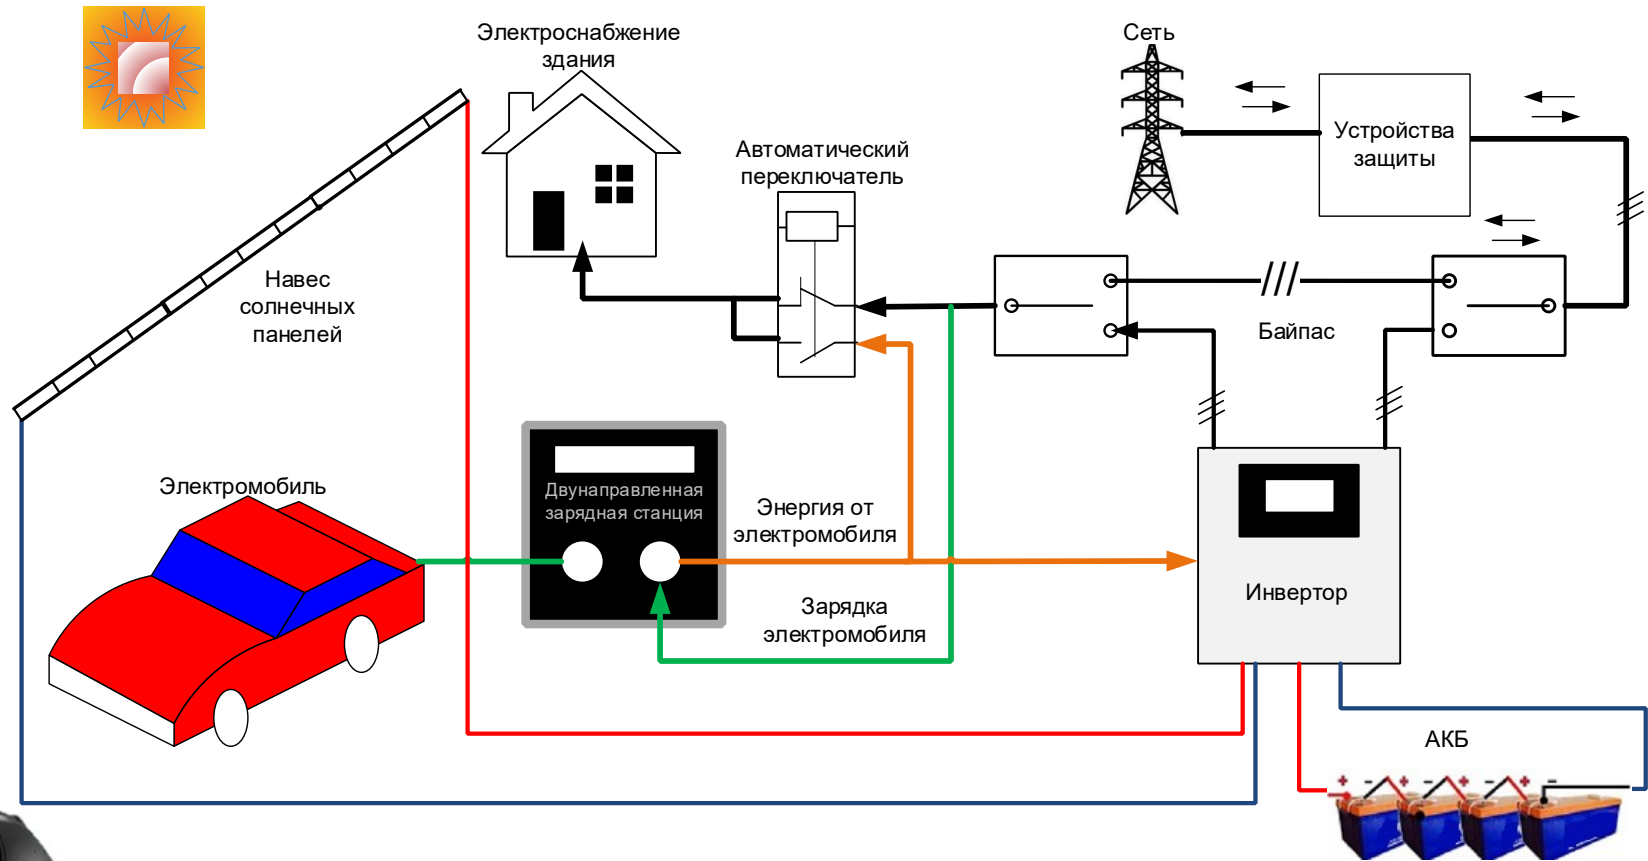 Электроснабжение
здания
Сеть
Автоматический
переключатель
Устройства
защиты
Навес
солнечных
панелей
Байпас
Электромобиль
Двунаправленная
зарядная станция
Энергия от
электромобиля
Инвертор
Зарядка
электромобиля
АКБ
+ − + − + − + −